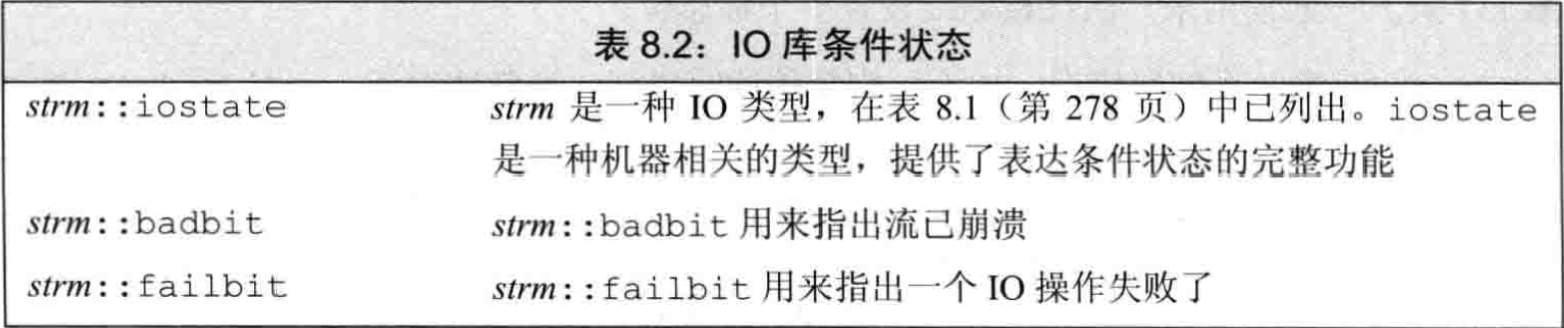 表 8.2：IO 库条件状态
strm::iostate strm 是一种 IO 类型，在表 8.1（第 278 页）中已列出。iostate
是一种机器相关的类型，提供了表达条件状态的完整功能
strm::badbit strm::badbit 用来指出流已崩溃
strm::failbit strm::failbit 用来指出一个 IO 操作失败了